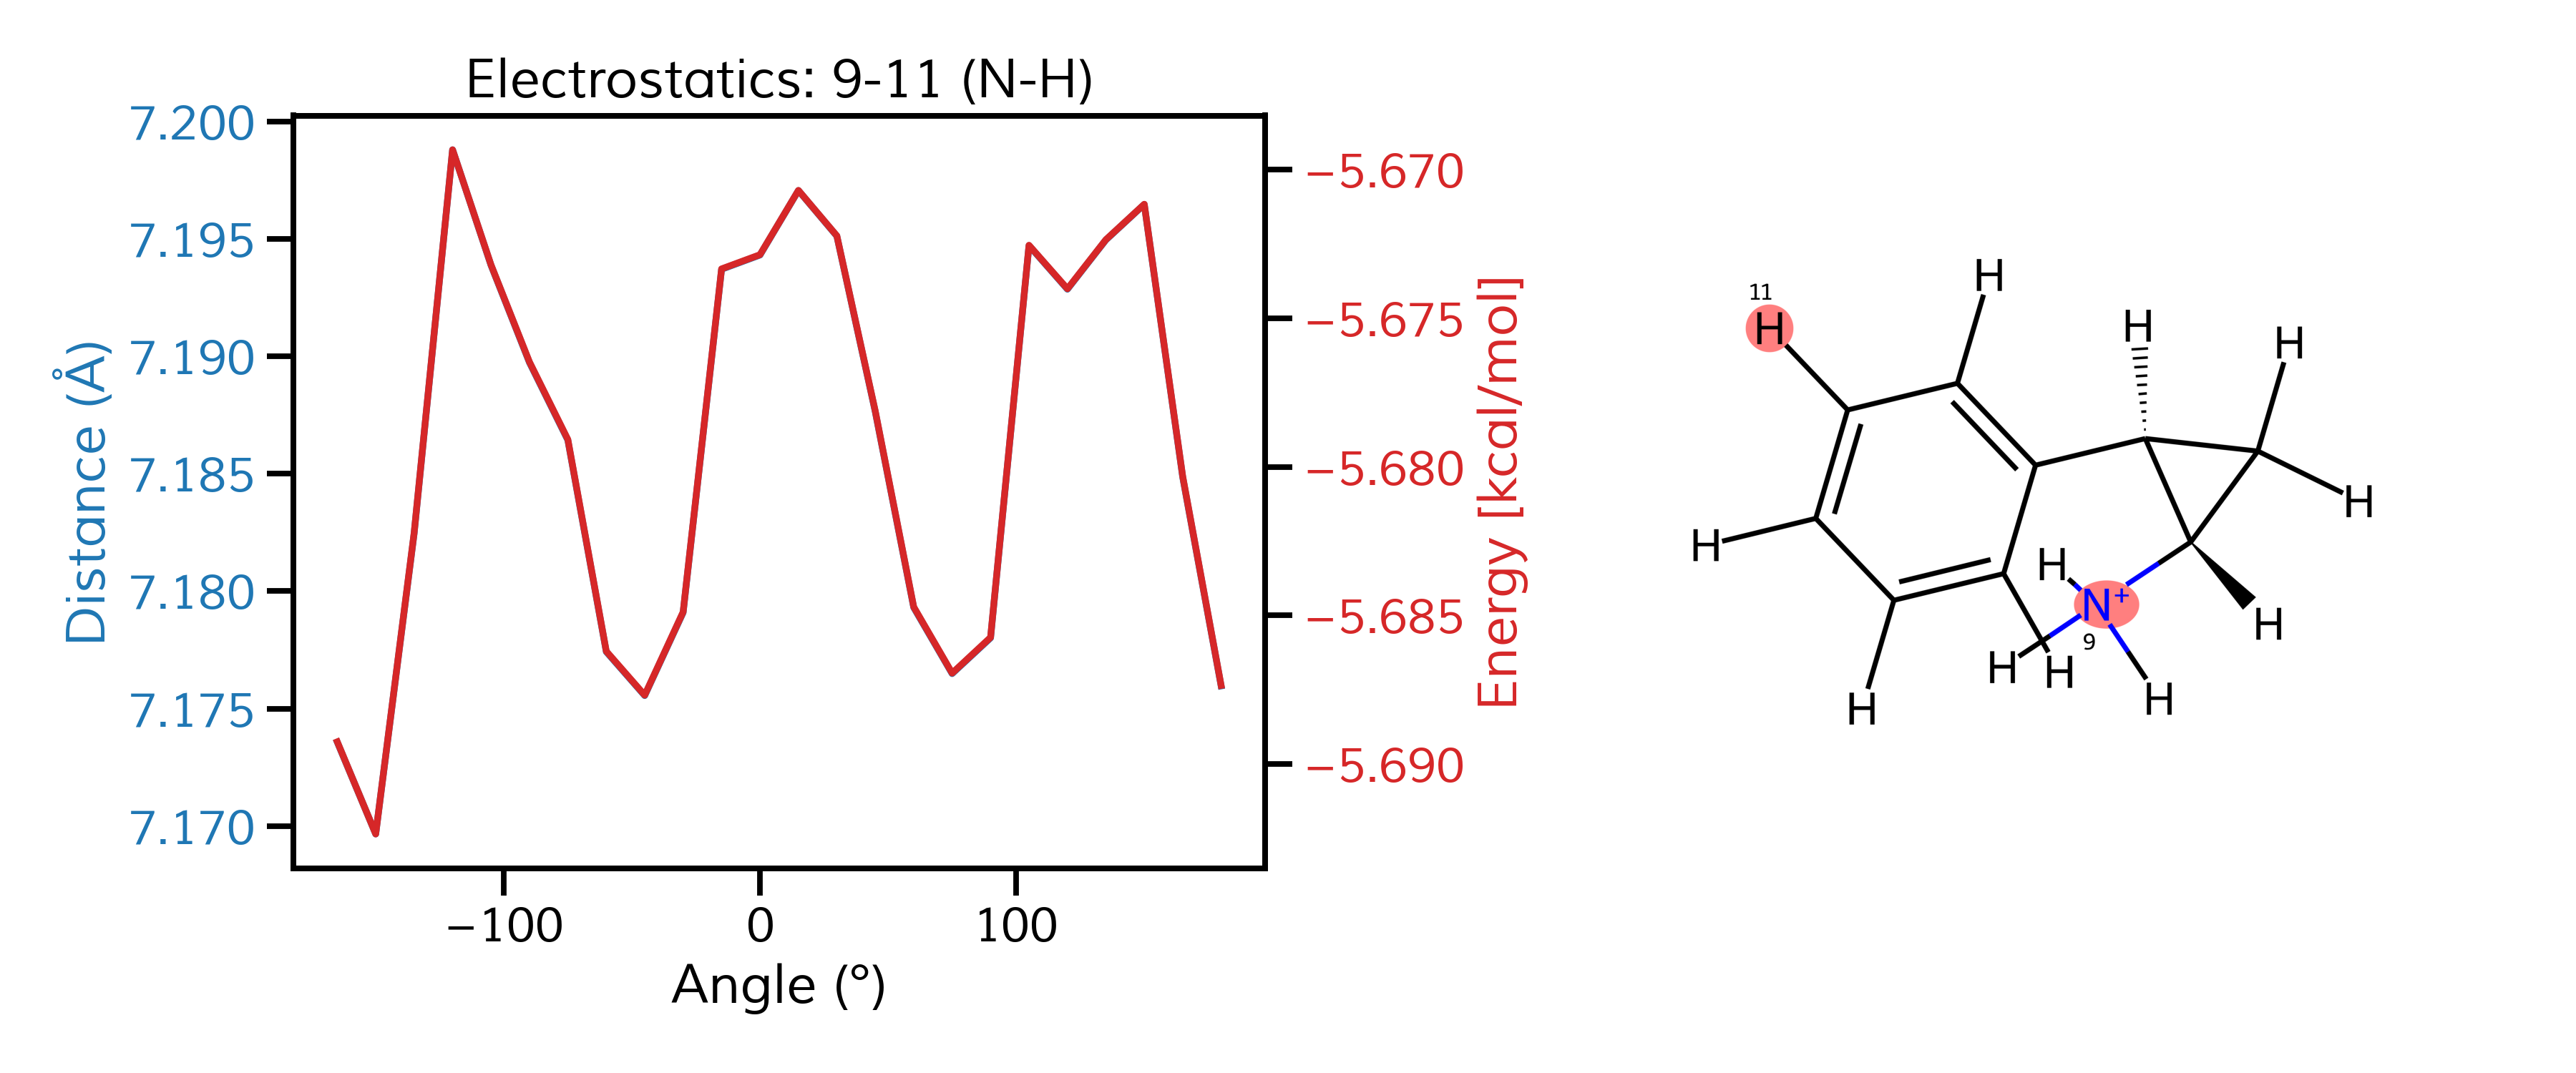 Electrostatics: 9-11 (N-H)
7.200
7.195
7.190
7.185
7.180
7.175
7.170
Distance (Å)
−100
0
100
Angle (°)
−5.670
−5.675
−5.680
−5.685
−5.690
Energy [kcal/mol]
H
11
H
H
H
H
H
H
N+
9
H
H
H
H
H